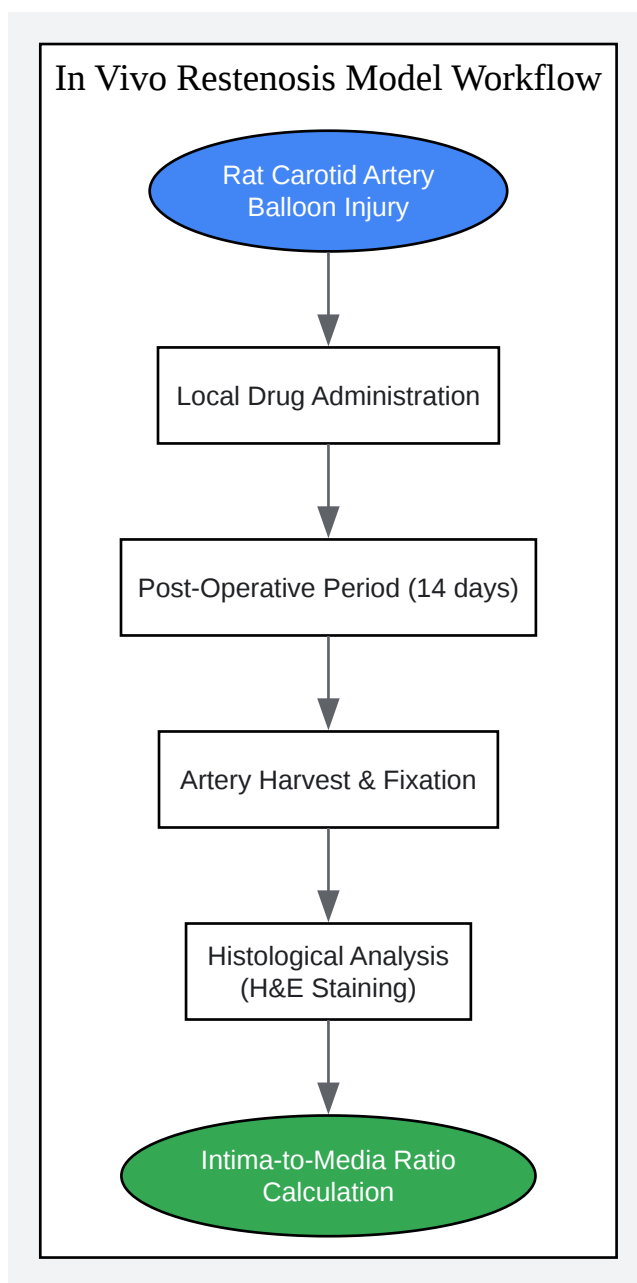 In Vivo Restenosis Model Workflow
Rat Carotid Artery
Balloon Injury
Local Drug Administration
Post-Operative Period (14 days)
Artery Harvest & Fixation
Histological Analysis
(H&E Staining)
Intima-to-Media Ratio
Calculation